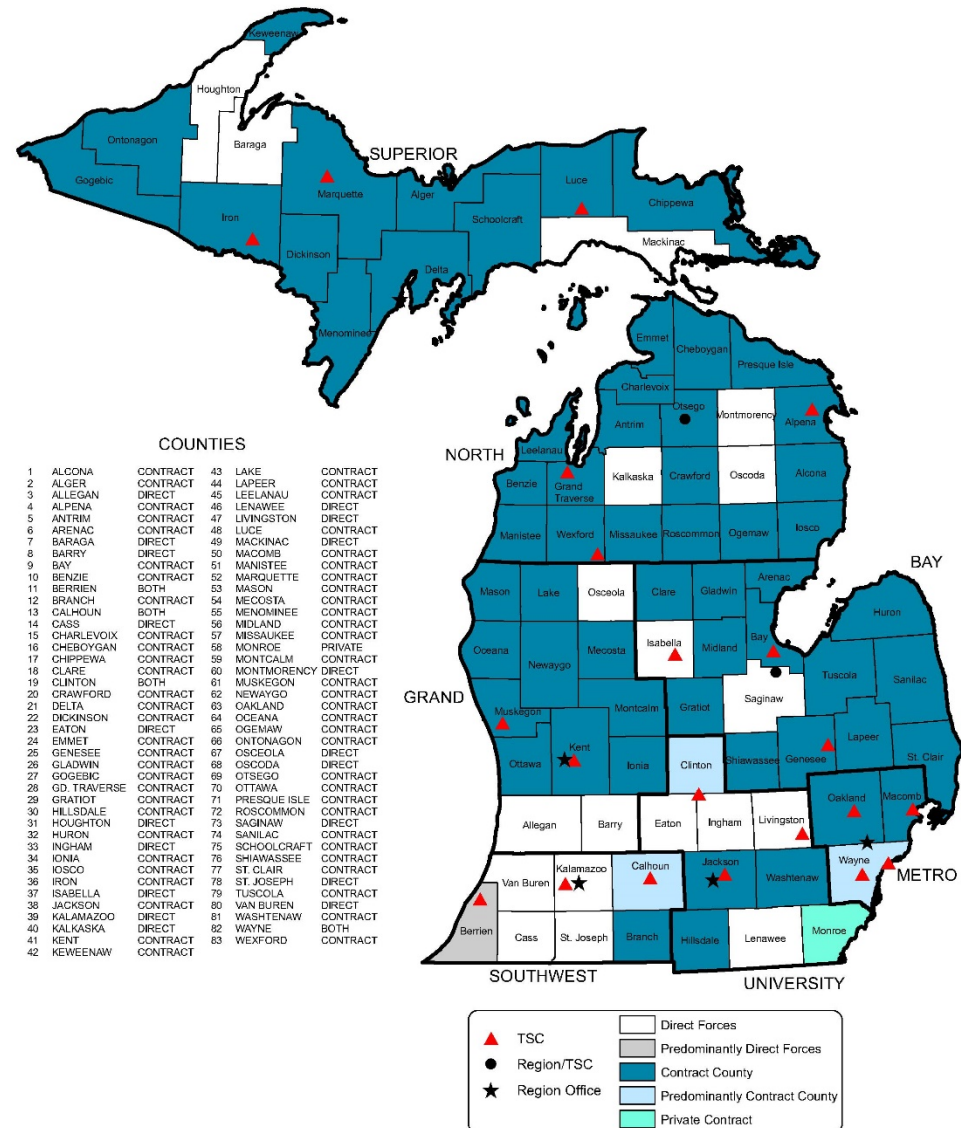 Keweenaw
Houghton
Ontonagon
Baraga
SUPERIOR
Gogebic
Marquette
Alger
Luce
Chippewa
Iron
Schoolcraft
Mackinac
Dickinson
Delta
Menominee
Emmet
Cheboygan
Presque Isle
Charlevoix
Otsego
Montmorency
Antrim
Alpena
NORTH
Leelanau
Benzie
Grand
Traverse
Kalkaska
Crawford
Oscoda
Alcona
Manistee
Wexford
Missaukee
Roscommon
Ogemaw
Iosco
BAY
Mason
Lake
Osceola
Clare
Gladwin
Arenac
Huron
Oceana
Newaygo
Mecosta
Isabella
Midland
Bay
Tuscola
Sanilac
GRAND
Muskegon
Montcalm
Gratiot
Saginaw
Lapeer
Ottawa
Kent
Ionia
Clinton
Shiawassee
Genesee
St. Clair
Allegan
Barry
Eaton
Ingham
Livingston
Oakland
Macomb
Van Buren
Kalamazoo
Calhoun
Jackson
Washtenaw
Wayne
METRO
Berrien
Cass
St. Joseph
Branch
Hillsdale
Lenawee
Monroe
SOUTHWEST
UNIVERSITY
COUNTIES
1 ALCONA CONTRACT 43 LAKE CONTRACT
2 ALGER CONTRACT 44 LAPEER CONTRACT
3 ALLEGAN DIRECT 45 LEELANAU CONTRACT
4 ALPENA CONTRACT 46 LENAWEE DIRECT
5 ANTRIM CONTRACT 47 LIVINGSTON DIRECT
6 ARENAC CONTRACT 48 LUCE CONTRACT
7 BARAGA DIRECT 49 MACKINAC DIRECT
8 BARRY DIRECT 50 MACOMB CONTRACT
9 BAY CONTRACT 51 MANISTEE CONTRACT
10 BENZIE CONTRACT 52 MARQUETTE CONTRACT
11 BERRIEN BOTH 53 MASON CONTRACT
12 BRANCH CONTRACT 54 MECOSTA CONTRACT
13 CALHOUN BOTH 55 MENOMINEE CONTRACT
14 CASS DIRECT 56 MIDLAND CONTRACT
15 CHARLEVOIX CONTRACT 57 MISSAUKEE CONTRACT
16 CHEBOYGAN CONTRACT 58 MONROE PRIVATE
17 CHIPPEWA CONTRACT 59 MONTCALM CONTRACT
18 CLARE CONTRACT 60 MONTMORENCY DIRECT
19 CLINTON BOTH 61 MUSKEGON CONTRACT
20 CRAWFORD CONTRACT 62 NEWAYGO CONTRACT
21 DELTA CONTRACT 63 OAKLAND CONTRACT
22 DICKINSON CONTRACT 64 OCEANA CONTRACT
23 EATON DIRECT 65 OGEMAW CONTRACT
24 EMMET CONTRACT 66 ONTONAGON CONTRACT
25 GENESEE CONTRACT 67 OSCEOLA DIRECT
26 GLADWIN CONTRACT 68 OSCODA DIRECT
27 GOGEBIC CONTRACT 69 OTSEGO CONTRACT
28 GD. TRAVERSE CONTRACT 70 OTTAWA CONTRACT
29 GRATIOT CONTRACT 71 PRESQUE ISLE CONTRACT
30 HILLSDALE CONTRACT 72 ROSCOMMON CONTRACT
31 HOUGHTON DIRECT 73 SAGINAW DIRECT
32 HURON CONTRACT 74 SANILAC CONTRACT
33 INGHAM DIRECT 75 SCHOOLCRAFT CONTRACT
34 IONIA CONTRACT 76 SHIAWASSEE CONTRACT
35 IOSCO CONTRACT 77 ST. CLAIR CONTRACT
36 IRON CONTRACT 78 ST. JOSEPH DIRECT
37 ISABELLA DIRECT 79 TUSCOLA CONTRACT
38 JACKSON CONTRACT 80 VAN BUREN DIRECT
39 KALAMAZOO DIRECT 81 WASHTENAW CONTRACT
40 KALKASKA DIRECT 82 WAYNE BOTH
41 KENT CONTRACT 83 WEXFORD CONTRACT
42 KEWEENAW CONTRACT
TSC
Region/TSC
Region Office
Direct Forces
Predominantly Direct Forces
Contract County
Predominantly Contract County
Private Contract